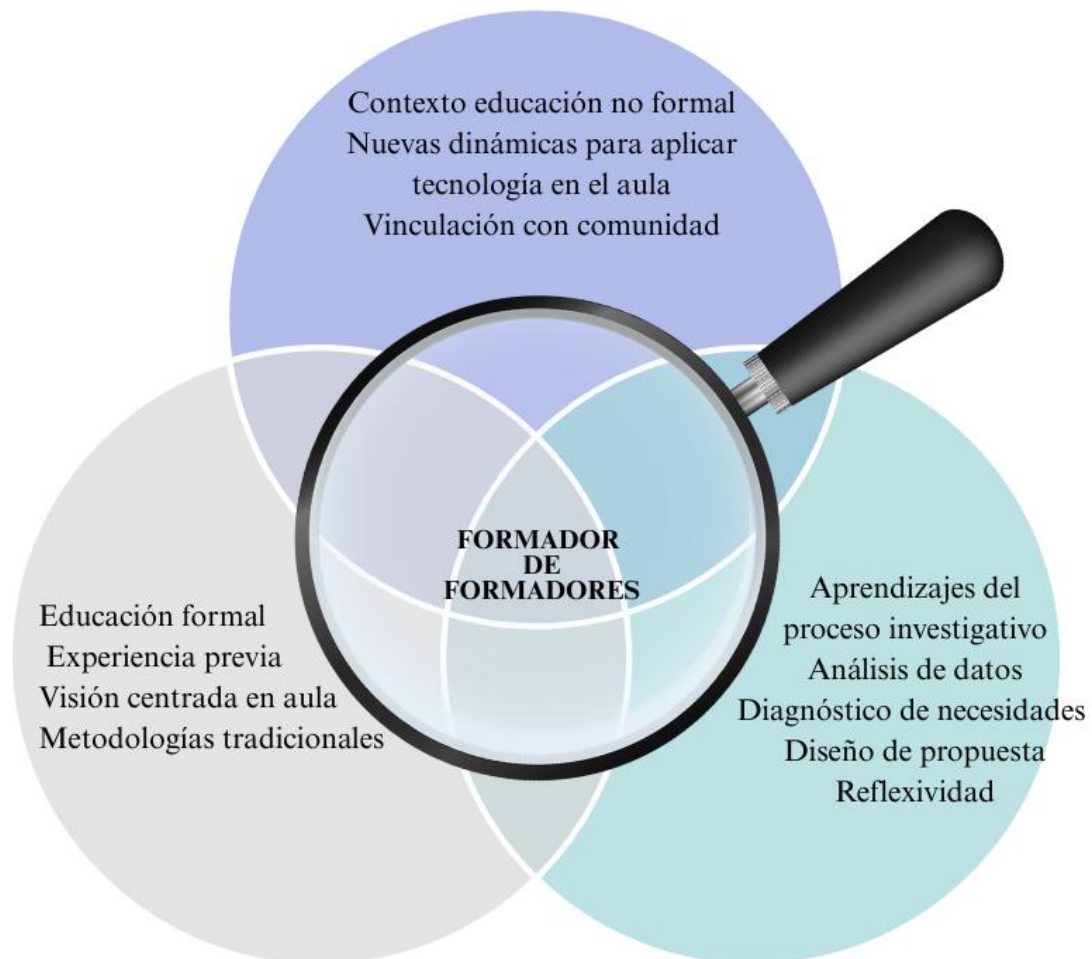 Contexto educación no formal
Nuevas dinámicas para aplicar
tecnología en el aula
Vinculación con comunidad
FORMADOR
DE
FORMADORES
Educación formal
Experiencia previa
Visión centrada en aula
Metodologías tradicionales
Aprendizajes del
proceso investigativo
Análisis de datos
Diagnóstico de necesidades
Diseño de propuesta
Reflexividad